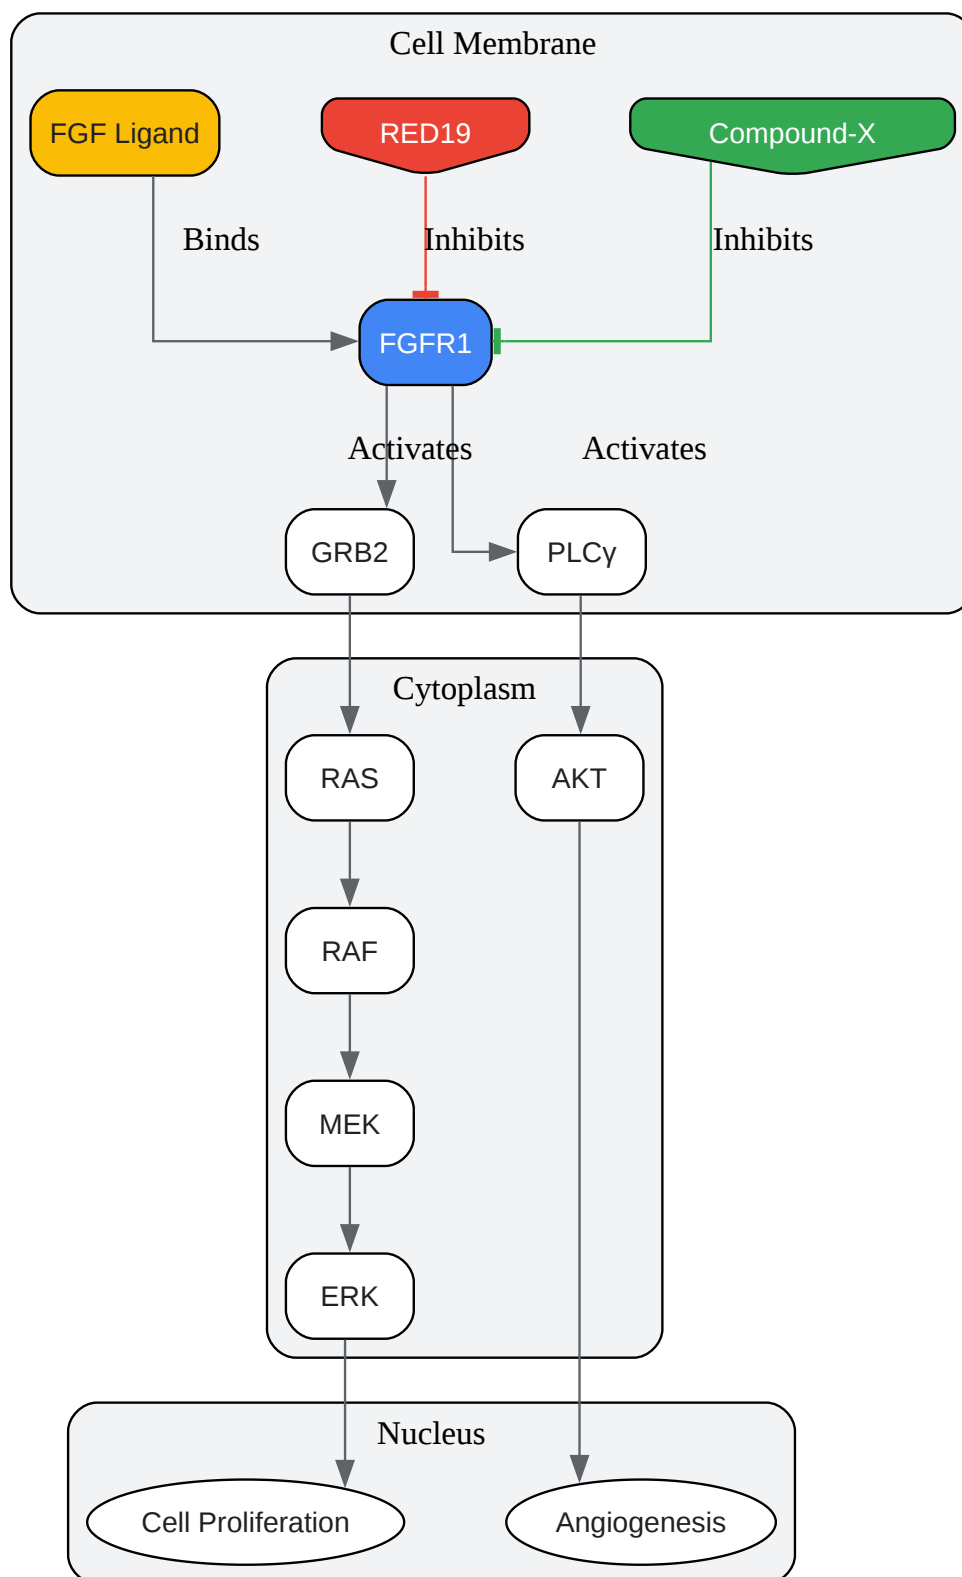 Cell Membrane
FGF Ligand
RED19
Compound-X
Binds
Inhibits
Inhibits
FGFR1
Activates
Activates
GRB2
PLCγ
Cytoplasm
RAS
AKT
RAF
MEK
ERK
Nucleus
Cell Proliferation
Angiogenesis